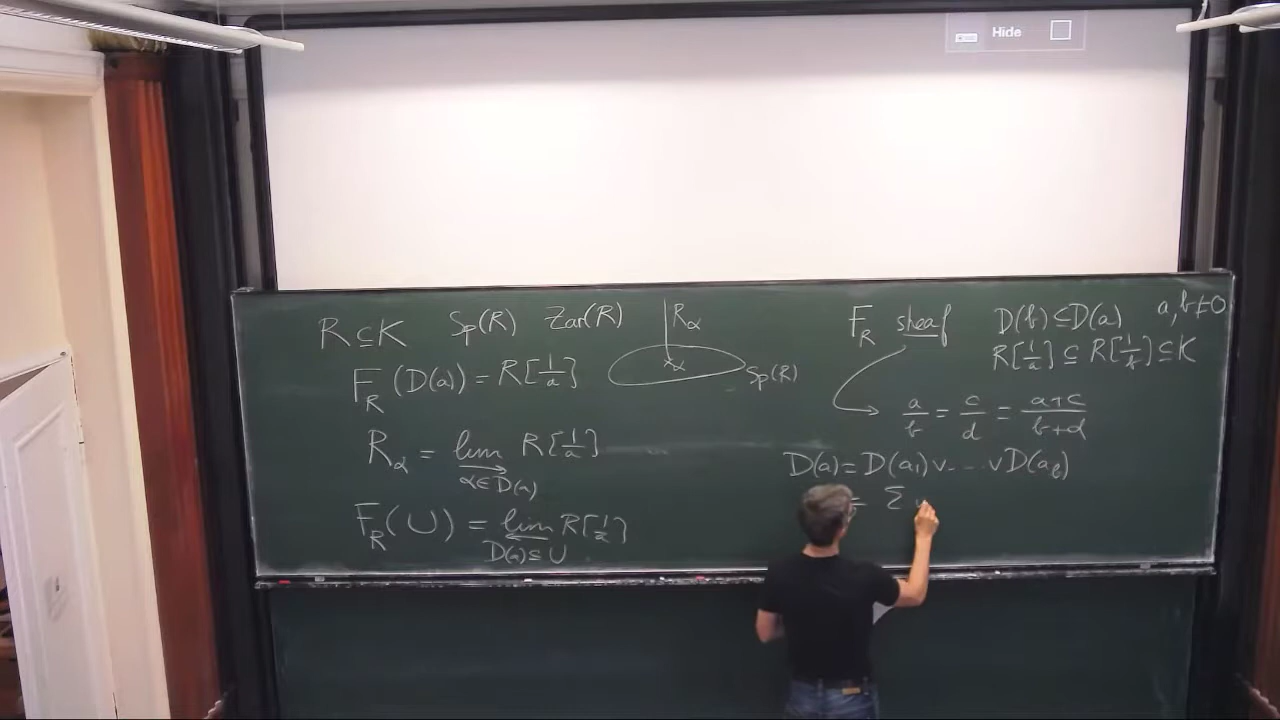 Hide
R ⊆ K Sp(R) Zar(R)
F_R(D(a)) = R[1/a]
R_α = lim→ R[1/a]
α∈D(a)
F_R(U) = lim← R[1/a]
D(a)⊆U
R_α
α
Sp(R)
F_R sheaf D(b)⊆D(a) a,b≠0
R[1/a] ⊆ R[1/b] ⊆ K
a/b = c/d = (a+c)/(b+d)
D(a) = D(a₁) ∨ - - - ∨ D(a_ℓ)
= Σ